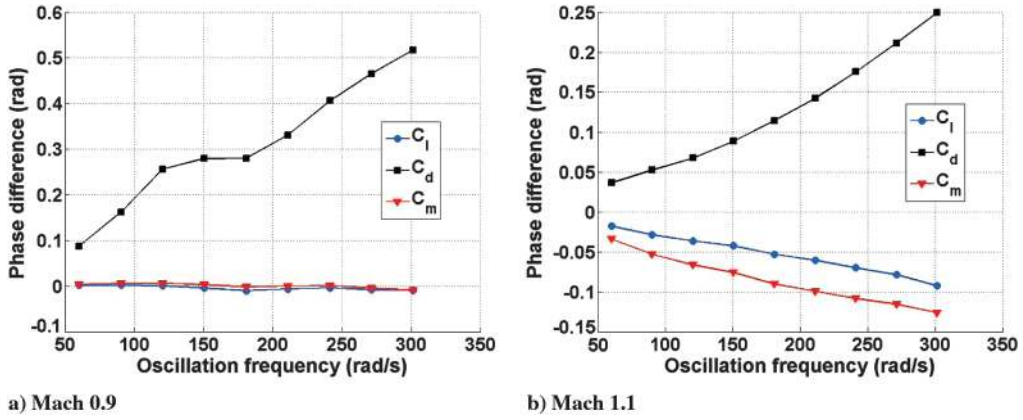 0.6
0.5
0.4
0.3
0.2
0.1
0
-0.1
Phase difference (rad)
C_l
C_d
C_m
50 100 150 200 250 300 350
Oscillation frequency (rad/s)
a) Mach 0.9
0.25
0.2
0.15
0.1
0.05
0
-0.05
-0.1
-0.15
Phase difference (rad)
C_l
C_d
C_m
50 100 150 200 250 300 350
Oscillation frequency (rad/s)
b) Mach 1.1